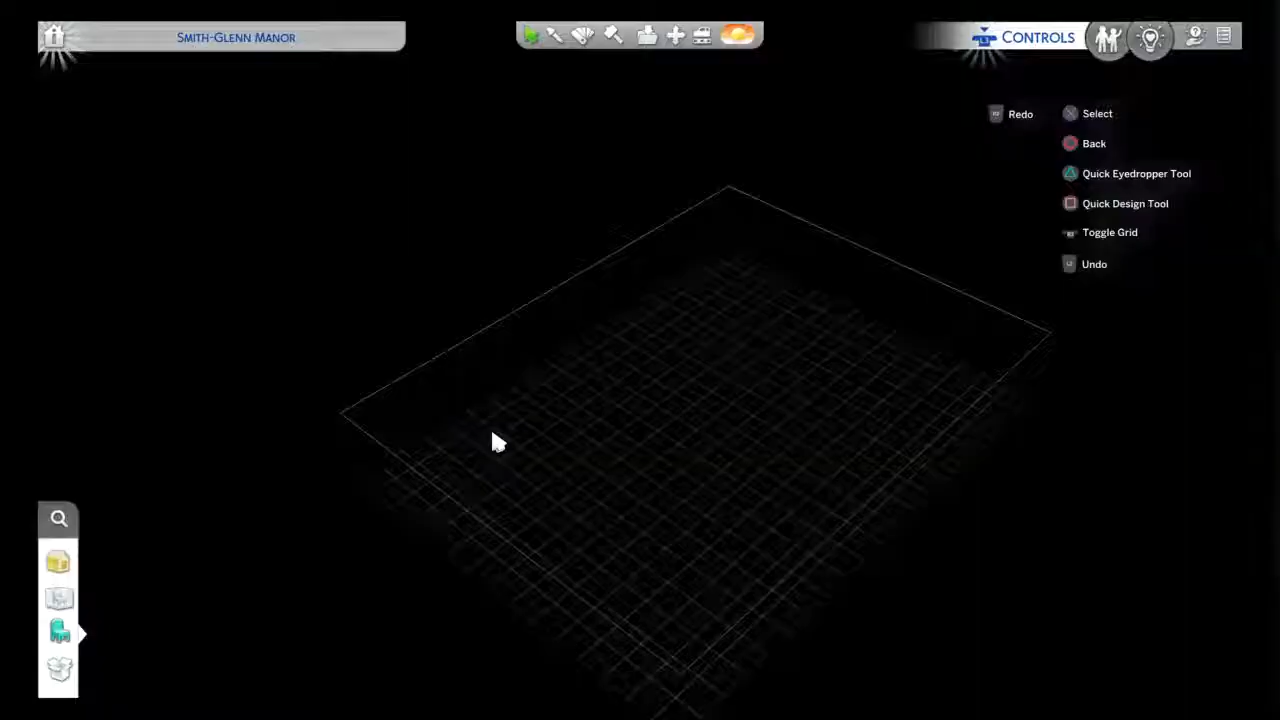 SMITH-GLENN MANOR
CONTROLS
Redo
Select
Back
Quick Eyedropper Tool
Quick Design Tool
Toggle Grid
Undo